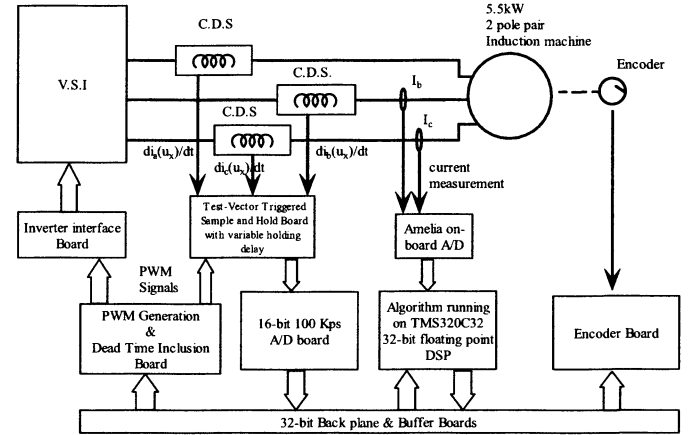 C.D.S
5.5kW
2 pole pair
Induction machine
V.S.I
C.D.S.
Encoder
I_b
C.D.S
I_c
di_a(u_x)/dt
di_c(u_x)/dt
di_b(u_x)/dt
current
measurement
Test-Vector Triggered
Sample and Hold Board
with variable holding
delay
Inverter interface
Board
Amelia on-
board A/D
PWM
Signals
PWM Generation
&
Dead Time Inclusion
Board
16-bit 100 Kps
A/D board
Algorithm running
on TMS320C32
32-bit floating point
DSP
Encoder Board
32-bit Back plane & Buffer Boards